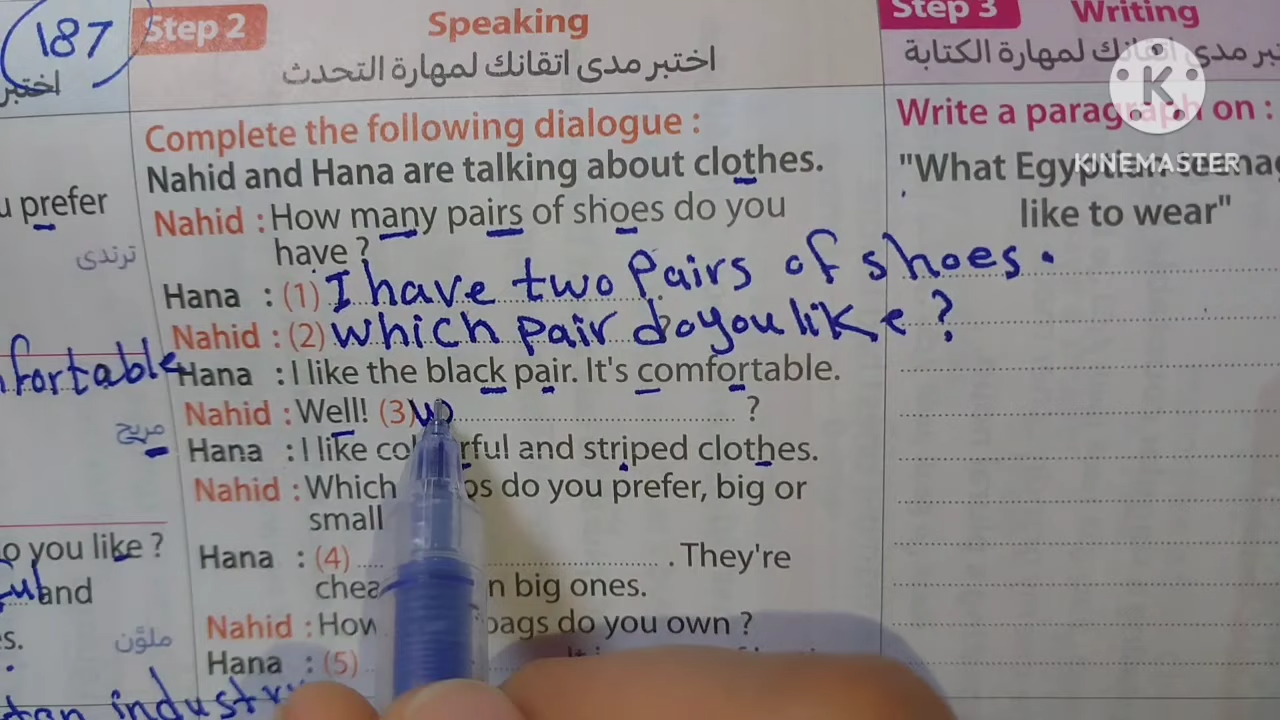 187
Step 2
Speaking
Step 3
Writing
اختبر مدى اتقانك لمهارة التحدث
اتقانك لمهارة الكتابة
K
KINEMASTER
Complete the following dialogue :
Nahid and Hana are talking about clothes.
Nahid : How many pairs of shoes do you
have ?
Hana : (1) I have two Pairs of shoes.
Nahid : (2) Which pair do you like ?
Hana : I like the black pair. It's comfortable.
Nahid : Well! (3) ?
Hana : I like and striped clothes.
Nahid : Which do you prefer, big or
small
Hana : (4) . They're
big ones.
Nahid : bags do you own ?
Hana : (5)
Write a paragraph on :
"What Egyptian
like to wear"
prefer
ترندى
مريح
you like ?
and
ملوّن
industry